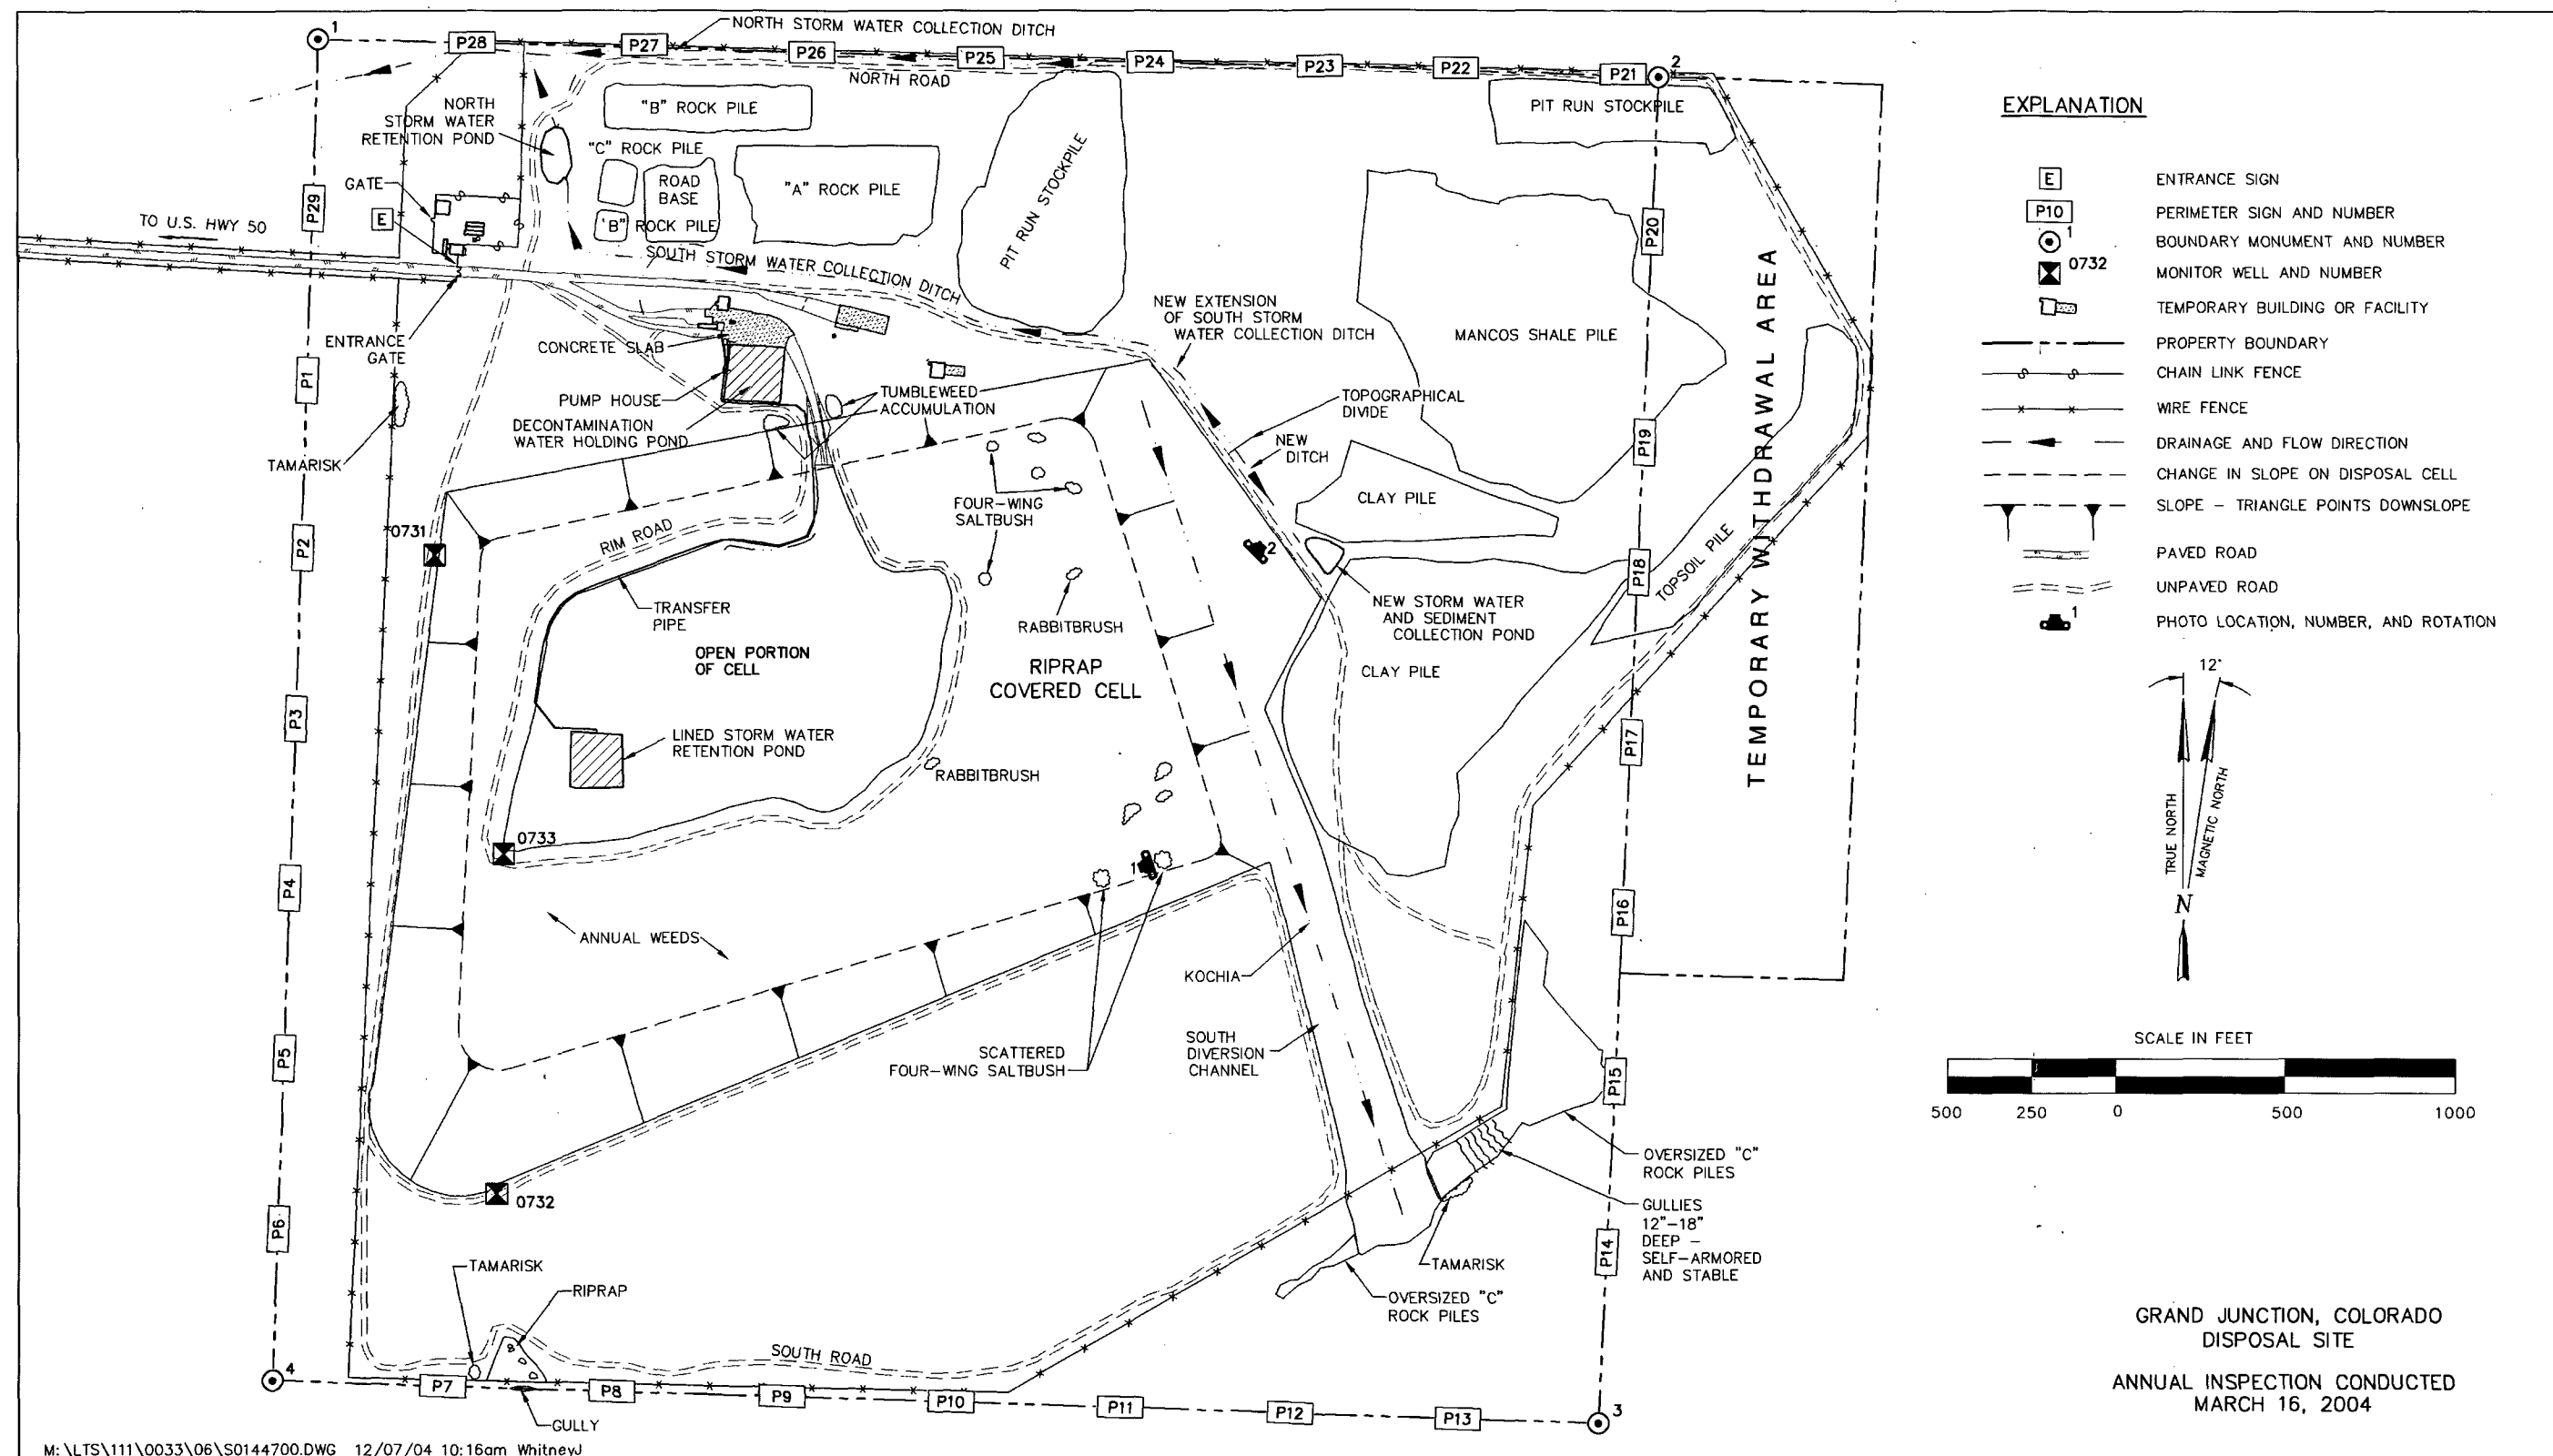 NORTH STORM WATER COLLECTION DITCH
1
P28
P27
P26
P25
P24
P23
P22
P21
2
NORTH ROAD
NORTH
STORM WATER
RETENTION POND
"B" ROCK PILE
"C" ROCK PILE
ROAD
BASE
"A" ROCK PILE
'B" ROCK PILE
PIT RUN STOCKPILE
PIT RUN STOCKPILE
GATE
E
P29
TO U.S. HWY 50
SOUTH STORM WATER COLLECTION DITCH
P20
NEW EXTENSION
OF SOUTH STORM
WATER COLLECTION DITCH
MANCOS SHALE PILE
ENTRANCE
GATE
CONCRETE SLAB
P1
PUMP HOUSE
TUMBLEWEED
ACCUMULATION
TOPOGRAPHICAL
DIVIDE
DECONTAMINATION
WATER HOLDING POND
NEW
DITCH
P19
TAMARISK
CLAY PILE
FOUR-WING
SALTBUSH
TEMPORARY WITHDRAWAL AREA
0731
P2
RIM ROAD
2
P18
TOPSOIL PILE
TRANSFER
PIPE
NEW STORM WATER
AND SEDIMENT
COLLECTION POND
RABBITBRUSH
OPEN PORTION
OF CELL
RIPRAP
COVERED CELL
CLAY PILE
P3
LINED STORM WATER
RETENTION POND
P17
RABBITBRUSH
0733
1
P4
P16
ANNUAL WEEDS
KOCHIA
SOUTH
DIVERSION
CHANNEL
SCATTERED
FOUR-WING SALTBUSH
P5
P15
OVERSIZED "C"
ROCK PILES
0732
P6
GULLIES
12"-18"
DEEP -
SELF-ARMORED
AND STABLE
P14
TAMARISK
TAMARISK
RIPRAP
OVERSIZED "C"
ROCK PILES
SOUTH ROAD
4
P7
P8
P9
P10
P11
P12
P13
3
GULLY
EXPLANATION
E
ENTRANCE SIGN
P10
PERIMETER SIGN AND NUMBER
1
BOUNDARY MONUMENT AND NUMBER
0732
MONITOR WELL AND NUMBER
TEMPORARY BUILDING OR FACILITY
PROPERTY BOUNDARY
CHAIN LINK FENCE
WIRE FENCE
DRAINAGE AND FLOW DIRECTION
CHANGE IN SLOPE ON DISPOSAL CELL
SLOPE - TRIANGLE POINTS DOWNSLOPE
PAVED ROAD
UNPAVED ROAD
1
PHOTO LOCATION, NUMBER, AND ROTATION
12°
TRUE NORTH
MAGNETIC NORTH
N
SCALE IN FEET
500 250 0 500 1000
GRAND JUNCTION, COLORADO
DISPOSAL SITE
ANNUAL INSPECTION CONDUCTED
MARCH 16, 2004
M:\LTS\111\0033\06\S0144700.DWG 12/07/04 10:16am WhitneyJ